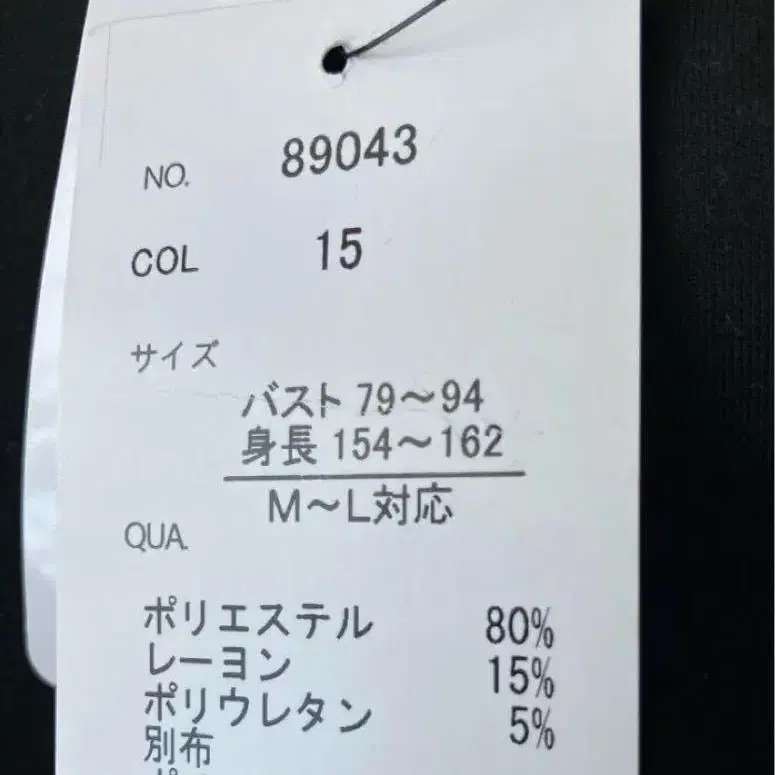 NO. 89043
COL 15
サイズ
バスト 79～94
身長 154～162
M～L対応
QUA.
ポリエステル 80%
レーヨン 15%
ポリウレタン 5%
別布